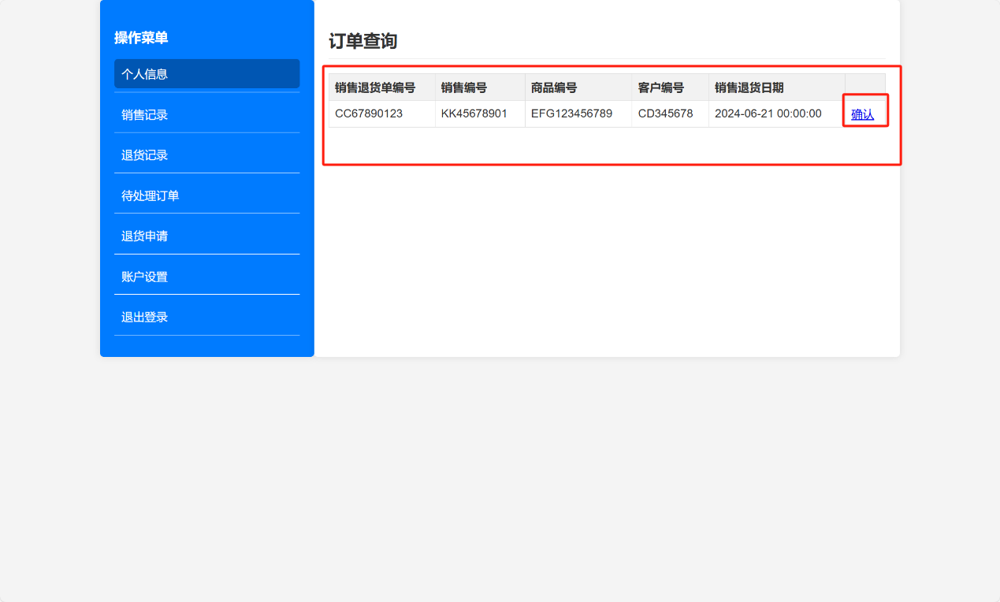 操作菜单
个人信息
销售记录
退货记录
待处理订单
退货申请
账户设置
退出登录
订单查询
销售退货单编号 销售编号 商品编号 客户编号 销售退货日期
CC67890123 KK45678901 EFG123456789 CD345678 2024-06-21 00:00:00 确认